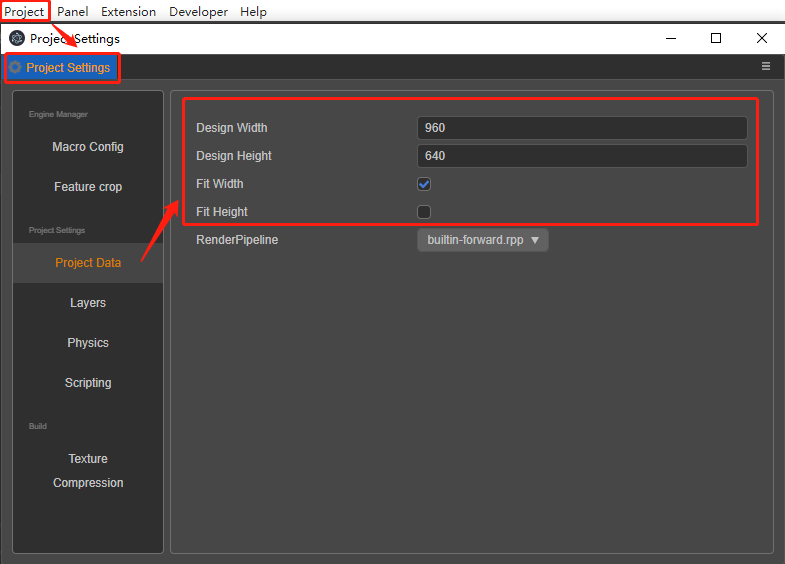 Project Panel Extension Developer Help
Project Settings
Project Settings
Engine Manager
Macro Config
Feature crop
Project Settings
Project Data
Layers
Physics
Scripting
Build
Texture
Compression
Design Width 960
Design Height 640
Fit Width
Fit Height
RenderPipeline builtin-forward.rpp